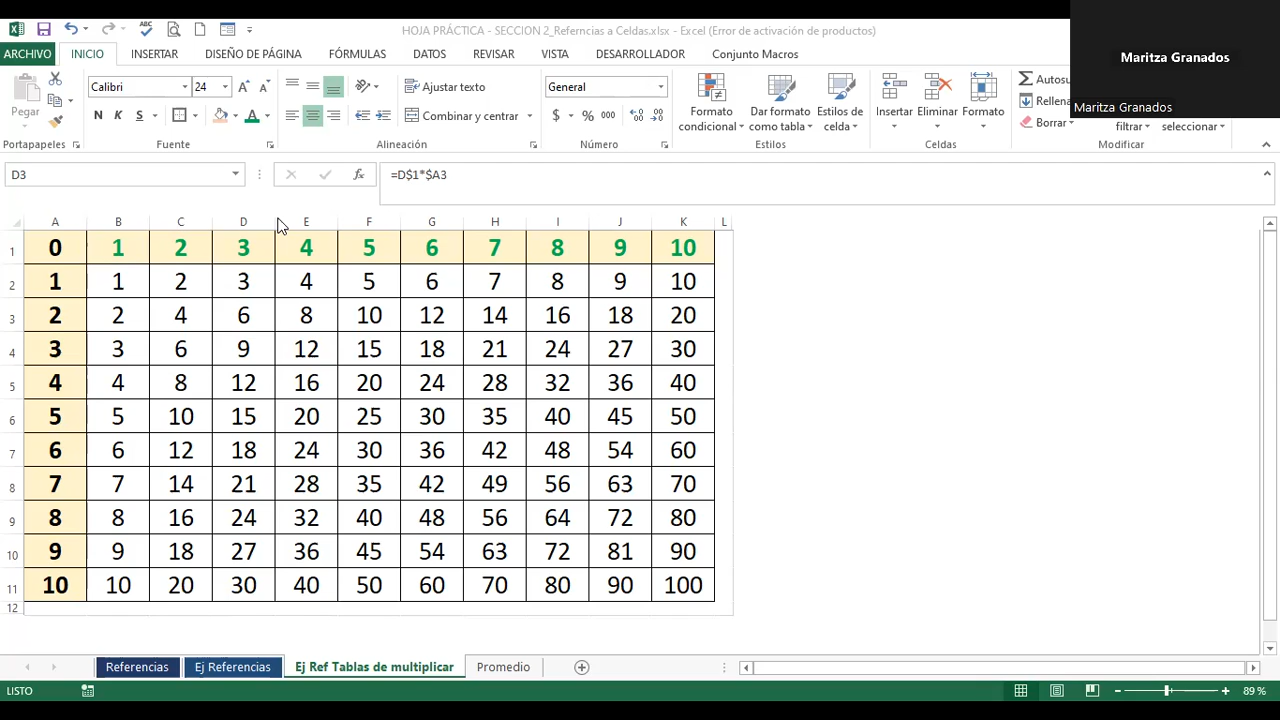 HOJA PRÁCTICA - SECCION 2_Referncias a Celdas.xlsx - Excel (Error de activación de productos)
Maritza Granados
Maritza Granados
ARCHIVO INICIO INSERTAR DISEÑO DE PÁGINA FÓRMULAS DATOS REVISAR VISTA DESARROLLADOR Conjunto Macros
Pegar
Calibri 24
N K S
Ajustar texto
Combinar y centrar
General
$ % 000
Formato condicional
Dar formato como tabla
Estilos de celda
Insertar Eliminar Formato
Autosu
Rellena
Borrar
filtrar seleccionar
Portapapeles Fuente Alineación Número Estilos Celdas Modificar
D3 fx =D$1*$A3
A B C D E F G H I J K L
1 0 1 2 3 4 5 6 7 8 9 10
2 1 1 2 3 4 5 6 7 8 9 10
3 2 2 4 6 8 10 12 14 16 18 20
4 3 3 6 9 12 15 18 21 24 27 30
5 4 4 8 12 16 20 24 28 32 36 40
6 5 5 10 15 20 25 30 35 40 45 50
7 6 6 12 18 24 30 36 42 48 54 60
8 7 7 14 21 28 35 42 49 56 63 70
9 8 8 16 24 32 40 48 56 64 72 80
10 9 9 18 27 36 45 54 63 72 81 90
11 10 10 20 30 40 50 60 70 80 90 100
12
Referencias Ej Referencias Ej Ref Tablas de multiplicar Promedio
LISTO 89 %